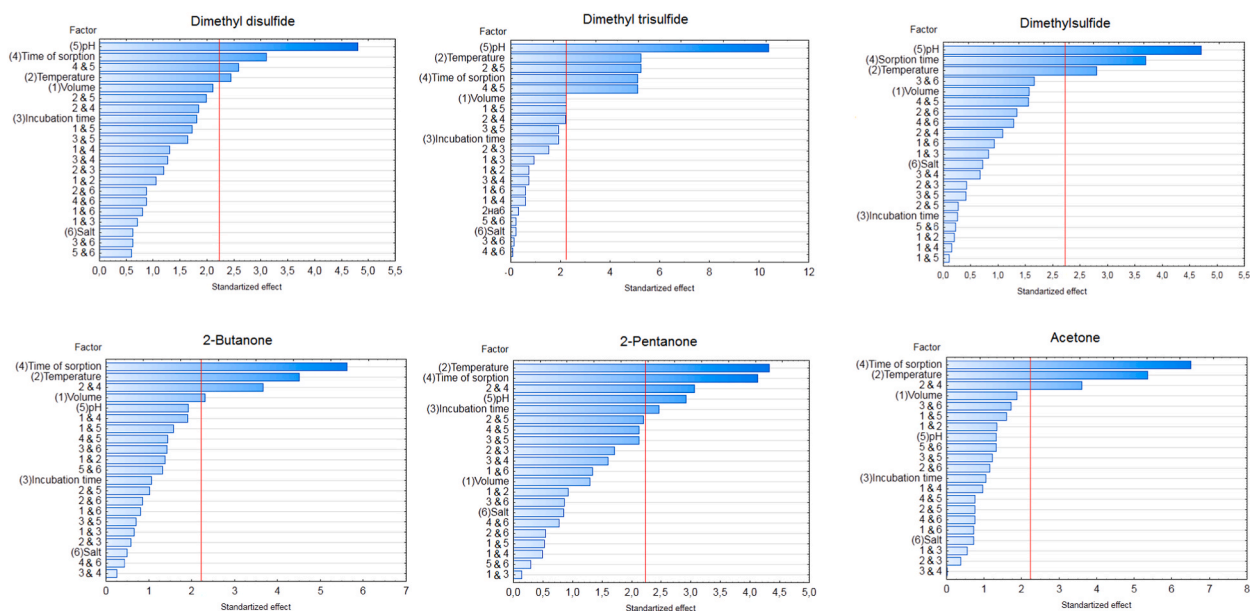 Dimethyl disulfide
Factor
(5)pH
(4)Time of sorption
4 & 5
(2)Temperature
(1)Volume
2 & 5
2 & 4
(3)Incubation time
1 & 5
3 & 5
1 & 4
3 & 4
2 & 3
1 & 2
2 & 6
4 & 6
1 & 6
1 & 3
(6)Salt
3 & 6
5 & 6
0,0 0,5 1,0 1,5 2,0 2,5 3,0 3,5 4,0 4,5 5,0 5,5
Standartized effect
Dimethyl trisulfide
Factor
(5)pH
(2)Temperature
2 & 5
(4)Time of sorption
4 & 5
(1)Volume
1 & 5
2 & 4
3 & 5
(3)Incubation time
2 & 3
1 & 3
1 & 2
3 & 4
1 & 6
1 & 4
2на6
5 & 6
(6)Salt
3 & 6
4 & 6
-0 2 4 6 8 10 12
Standartized effect
Dimethylsulfide
Factor
(5)pH
(4)Sorption time
(2)Temperature
3 & 6
(1)Volume
4 & 5
2 & 6
4 & 6
2 & 4
1 & 6
1 & 3
(6)Salt
3 & 4
2 & 3
3 & 5
2 & 5
(3)Incubation time
5 & 6
1 & 2
1 & 4
1 & 5
0,0 0,5 1,0 1,5 2,0 2,5 3,0 3,5 4,0 4,5 5,0 5,5
Standartized effect
2-Butanone
Factor
(4)Time of sorption
(2)Temperature
2 & 4
(1)Volume
(5)pH
1 & 4
1 & 5
4 & 5
3 & 6
1 & 2
5 & 6
(3)Incubation time
2 & 5
2 & 6
1 & 6
3 & 5
1 & 3
2 & 3
(6)Salt
4 & 6
3 & 4
0 1 2 3 4 5 6 7
Standartized effect
2-Pentanone
Factor
(2)Temperature
(4)Time of sorption
2 & 4
(5)pH
(3)Incubation time
2 & 5
4 & 5
3 & 5
2 & 3
3 & 4
1 & 6
(1)Volume
1 & 2
3 & 6
(6)Salt
4 & 6
2 & 6
1 & 5
1 & 4
5 & 6
1 & 3
0,0 0,5 1,0 1,5 2,0 2,5 3,0 3,5 4,0 4,5 5,0
Standartized effect
Acetone
Factor
(4)Time of sorption
(2)Temperature
2 & 4
(1)Volume
3 & 6
1 & 5
1 & 2
(5)pH
5 & 6
3 & 5
2 & 6
(3)Incubation time
1 & 4
4 & 5
2 & 5
4 & 6
1 & 6
(6)Salt
1 & 3
2 & 3
3 & 4
0 1 2 3 4 5 6 7 8
Standartized effect